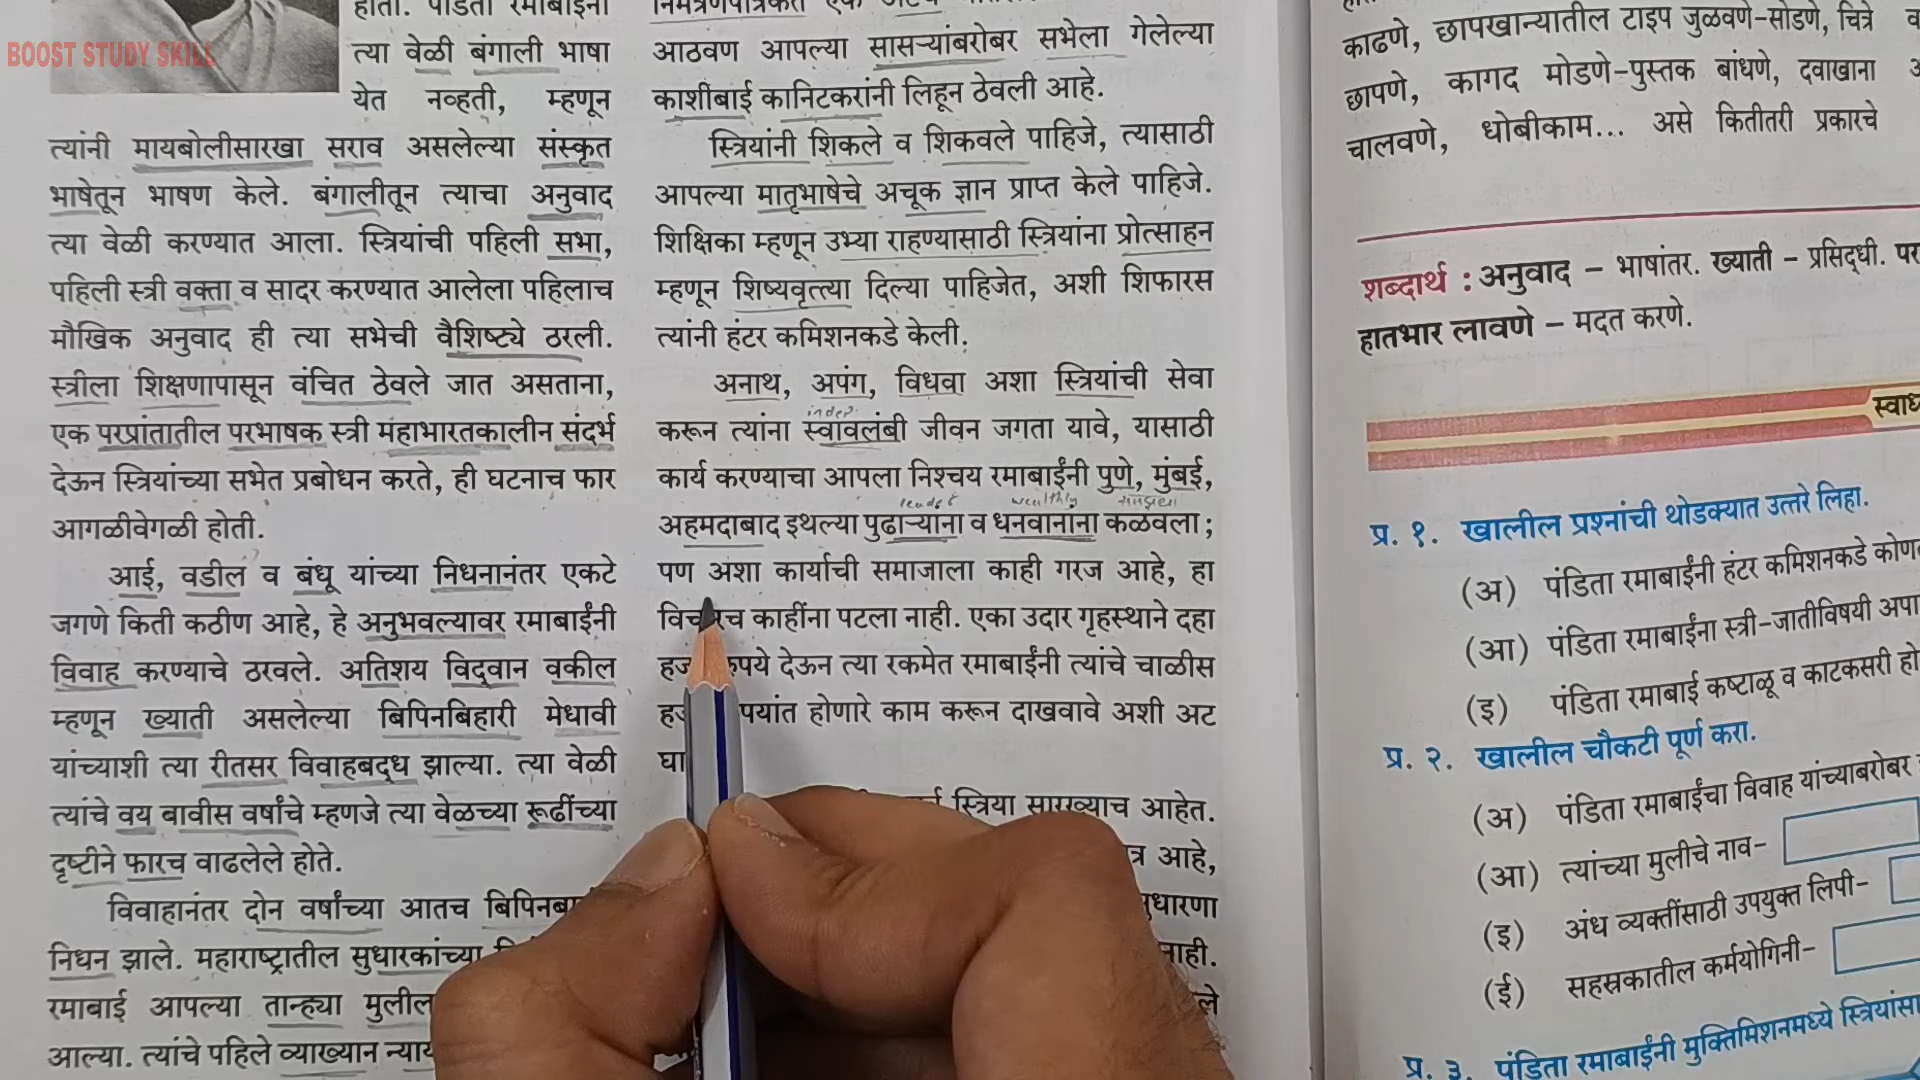 BOOST STUDY SKILL
होता. पंडिता रमाबाईंना
त्या वेळी बंगाली भाषा
येत नव्हती, म्हणून
त्यांनी मायबोलीसारखा सराव असलेल्या संस्कृत
भाषेतून भाषण केले. बंगालीतून त्याचा अनुवाद
त्या वेळी करण्यात आला. स्त्रियांची पहिली सभा,
पहिली स्त्री वक्ता व सादर करण्यात आलेला पहिलाच
मौखिक अनुवाद ही त्या सभेची वैशिष्ट्ये ठरली.
स्त्रीला शिक्षणापासून वंचित ठेवले जात असताना,
एक परप्रांतातील परभाषक स्त्री महाभारतकालीन संदर्भ
देऊन स्त्रियांच्या सभेत प्रबोधन करते, ही घटनाच फार
आगळीवेगळी होती.
आई, वडील व बंधू यांच्या निधनानंतर एकटे
जगणे किती कठीण आहे, हे अनुभवल्यावर रमाबाईंनी
विवाह करण्याचे ठरवले. अतिशय विद्वान वकील
म्हणून ख्याती असलेल्या बिपिनबिहारी मेधावी
यांच्याशी त्या रीतसर विवाहबद्ध झाल्या. त्या वेळी
त्यांचे वय बावीस वर्षांचे म्हणजे त्या वेळच्या रूढींच्या
दृष्टीने फारच वाढलेले होते.
विवाहानंतर दोन वर्षांच्या आतच
निधन झाले. महाराष्ट्रातील सुधारकांच्या
रमाबाई आपल्या तान्ह्या
आल्या. त्यांचे पहिले व्याख्यान
निमंत्रणपत्रिकेत एक
आठवण आपल्या सासऱ्यांबरोबर सभेला गेलेल्या
काशीबाई कानिटकरांनी लिहून ठेवली आहे.
स्त्रियांनी शिकले व शिकवले पाहिजे, त्यासाठी
आपल्या मातृभाषेचे अचूक ज्ञान प्राप्त केले पाहिजे.
शिक्षिका म्हणून उभ्या राहण्यासाठी स्त्रियांना प्रोत्साहन
म्हणून शिष्यवृत्त्या दिल्या पाहिजेत, अशी शिफारस
त्यांनी हंटर कमिशनकडे केली.
अनाथ, अपंग, विधवा अशा स्त्रियांची सेवा
indep.
करून त्यांना स्वावलंबी जीवन जगता यावे, यासाठी
कार्य करण्याचा आपला निश्चय रमाबाईंनी पुणे, मुंबई,
leader wealthy
अहमदाबाद इथल्या पुढाऱ्यांना व धनवानांना कळवला;
पण अशा कार्याची समाजाला काही गरज आहे, हा
काहींना पटला नाही. एका उदार गृहस्थाने दहा
देऊन त्या रकमेत रमाबाईंनी त्यांचे चाळीस
होणारे काम करून दाखवावे अशी अट
स्त्रिया सारख्याच आहेत.
आहे,
काढणे, छापखान्यातील टाइप जुळवणे-सोडणे, चित्रे
छापणे, कागद मोडणे-पुस्तक बांधणे, दवाखाना
चालवणे, धोबीकाम... असे कितीतरी प्रकारचे
शब्दार्थ : अनुवाद – भाषांतर. ख्याती – प्रसिद्धी.
हातभार लावणे – मदत करणे.
प्र. १. खालील प्रश्नांची थोडक्यात उत्तरे लिहा.
(अ) पंडिता रमाबाईंनी हंटर कमिशनकडे
(आ) पंडिता रमाबाईंना स्त्री-जातीविषयी
(इ) पंडिता रमाबाई कष्टाळू व काटकसरी
प्र. २. खालील चौकटी पूर्ण करा.
(अ) पंडिता रमाबाईंचा विवाह यांच्याबरोबर
(आ) त्यांच्या मुलीचे नाव-
(इ) अंध व्यक्तींसाठी उपयुक्त लिपी-
(ई) सहस्रकातील कर्मयोगिनी-
प्र. ३. पंडिता रमाबाईंनी मुक्तिमिशनमध्ये